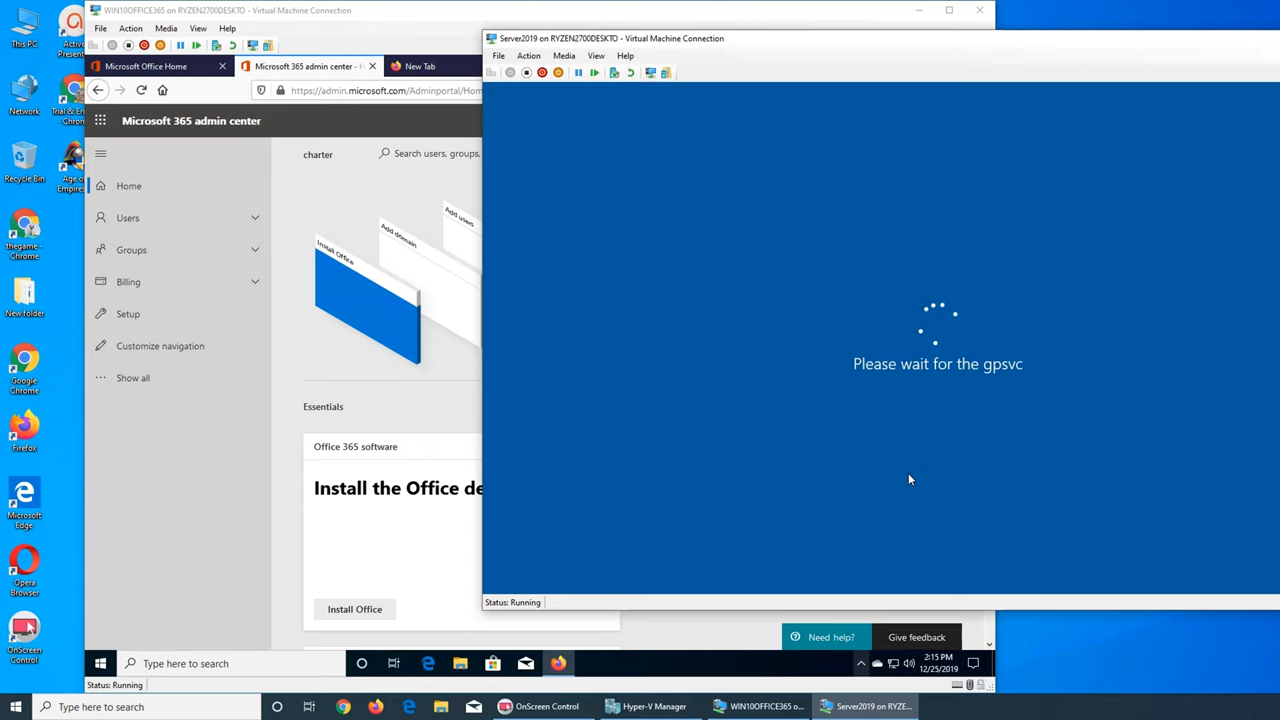 This PC
Network
Recycle Bin
thegame -
Chrome
New folder
Google
Chrome
Firefox
Microsoft
Edge
Opera
Browser
OnScreen
Control
Active
Present...
Trial & E...
- Chrom...
Age o
Empires
WIN10OFFICE365 on RYZEN2700DESKTO - Virtual Machine Connection
File Action Media View Help
Microsoft Office Home
Microsoft 365 admin center - H
New Tab
https://admin.microsoft.com/Adminportal/Hom
Microsoft 365 admin center
Home
Users
Groups
Billing
Setup
Customize navigation
Show all
charter
Search users, groups,
Install Office
Add domain
Add users
Essentials
Office 365 software
Install the Office de
Install Office
Need help?
Give feedback
Type here to search
2:15 PM
12/25/2019
Status: Running
Server2019 on RYZEN2700DESKTO - Virtual Machine Connection
File Action Media View Help
Please wait for the gpsvc
Status: Running
Type here to search
OnScreen Control
Hyper-V Manager
WIN10OFFICE365 o...
Server2019 on RYZE...